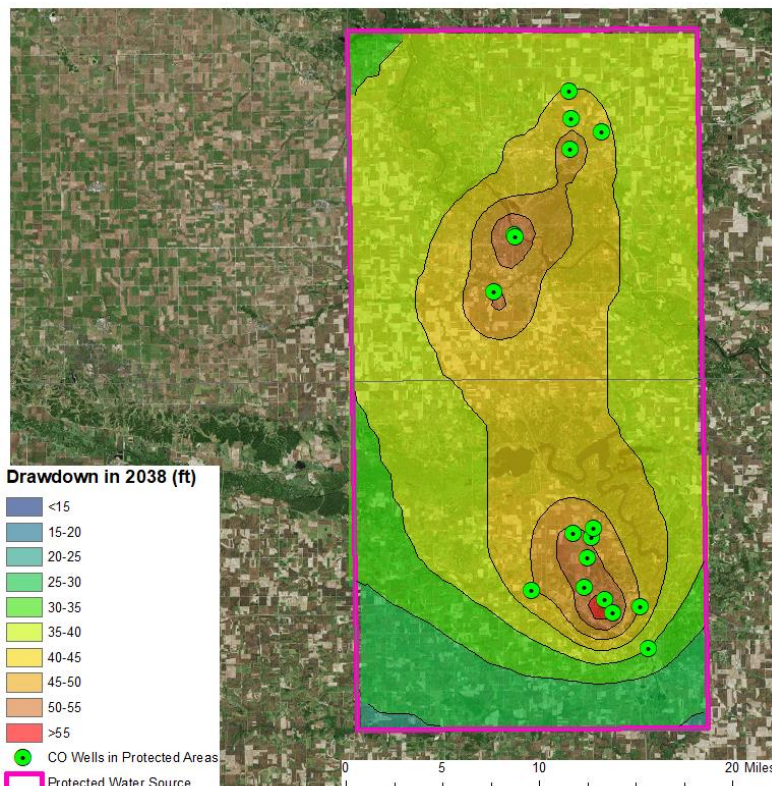 Drawdown in 2038 (ft)
<15
15-20
20-25
25-30
30-35
35-40
40-45
45-50
50-55
>55
CO Wells in Protected Areas
Protected Water Source
0 5 10 20 Miles